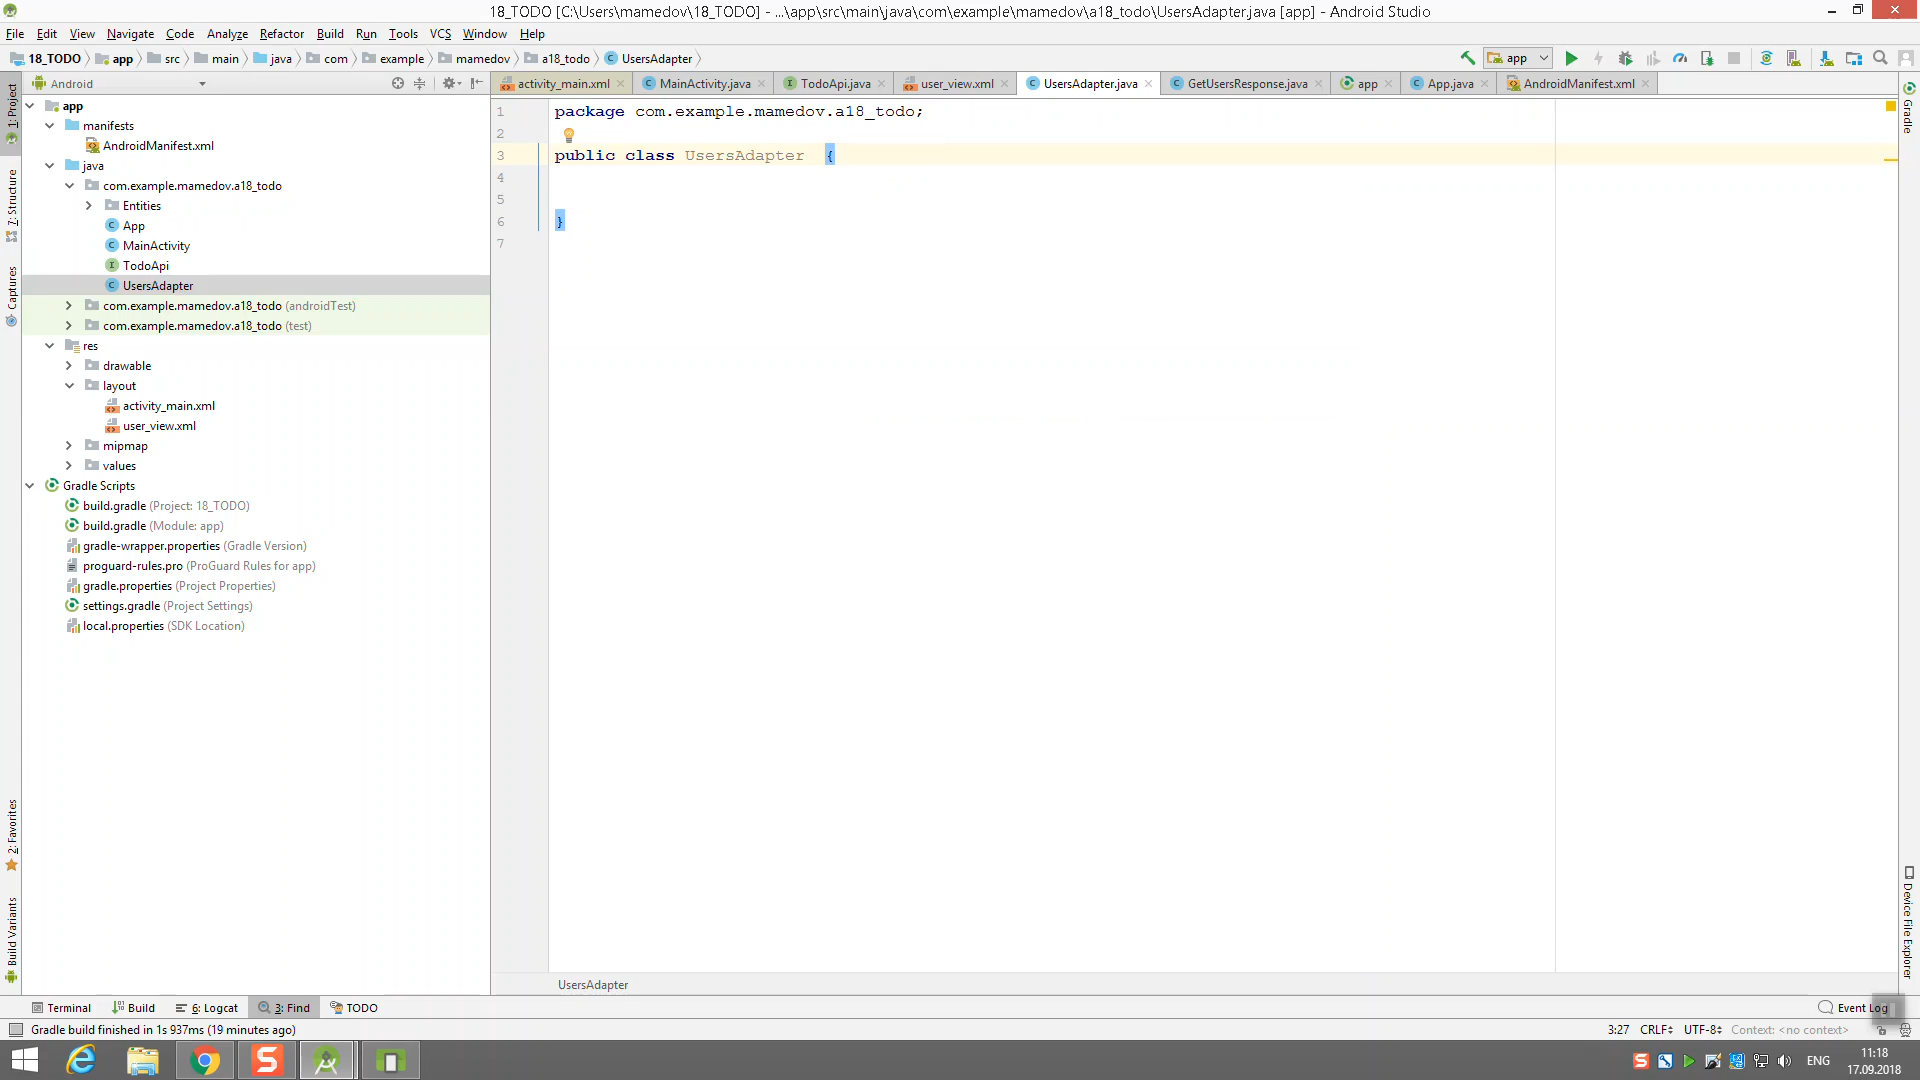 18_TODO [C:\Users\mamedov\18_TODO] - ...\app\src\main\java\com\example\mamedov\a18_todo\UsersAdapter.java [app] - Android Studio
File Edit View Navigate Code Analyze Refactor Build Run Tools VCS Window Help
18_TODO app src main java com example mamedov a18_todo UsersAdapter app
Android activity_main.xml MainActivity.java TodoApi.java user_view.xml UsersAdapter.java GetUsersResponse.java app App.java AndroidManifest.xml
1: Project
7: Structure
Captures
2: Favorites
Build Variants
app
manifests
AndroidManifest.xml
java
com.example.mamedov.a18_todo
Entities
App
MainActivity
TodoApi
UsersAdapter
com.example.mamedov.a18_todo (androidTest)
com.example.mamedov.a18_todo (test)
res
drawable
layout
activity_main.xml
user_view.xml
mipmap
values
Gradle Scripts
build.gradle (Project: 18_TODO)
build.gradle (Module: app)
gradle-wrapper.properties (Gradle Version)
proguard-rules.pro (ProGuard Rules for app)
gradle.properties (Project Properties)
settings.gradle (Project Settings)
local.properties (SDK Location)
1 package com.example.mamedov.a18_todo;
2
3 public class UsersAdapter {
4
5
6 }
7
Gradle
Device File Explorer
UsersAdapter
Terminal Build 6: Logcat 3: Find TODO Event Log
Gradle build finished in 1s 937ms (19 minutes ago) 3:27 CRLF UTF-8 Context: <no context>
ENG 11:18
17.09.2018